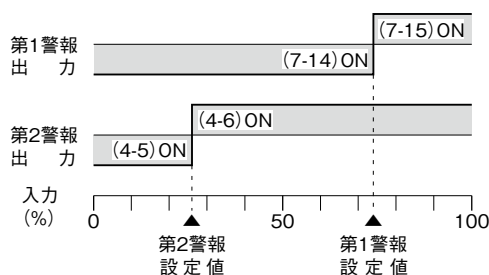 第1警報
出 力
(7-15)ON
(7-14)ON
第2警報
出 力
(4-6)ON
(4-5)ON
入力
(%)
0 50 100
第2警報
設定値
第1警報
設定値